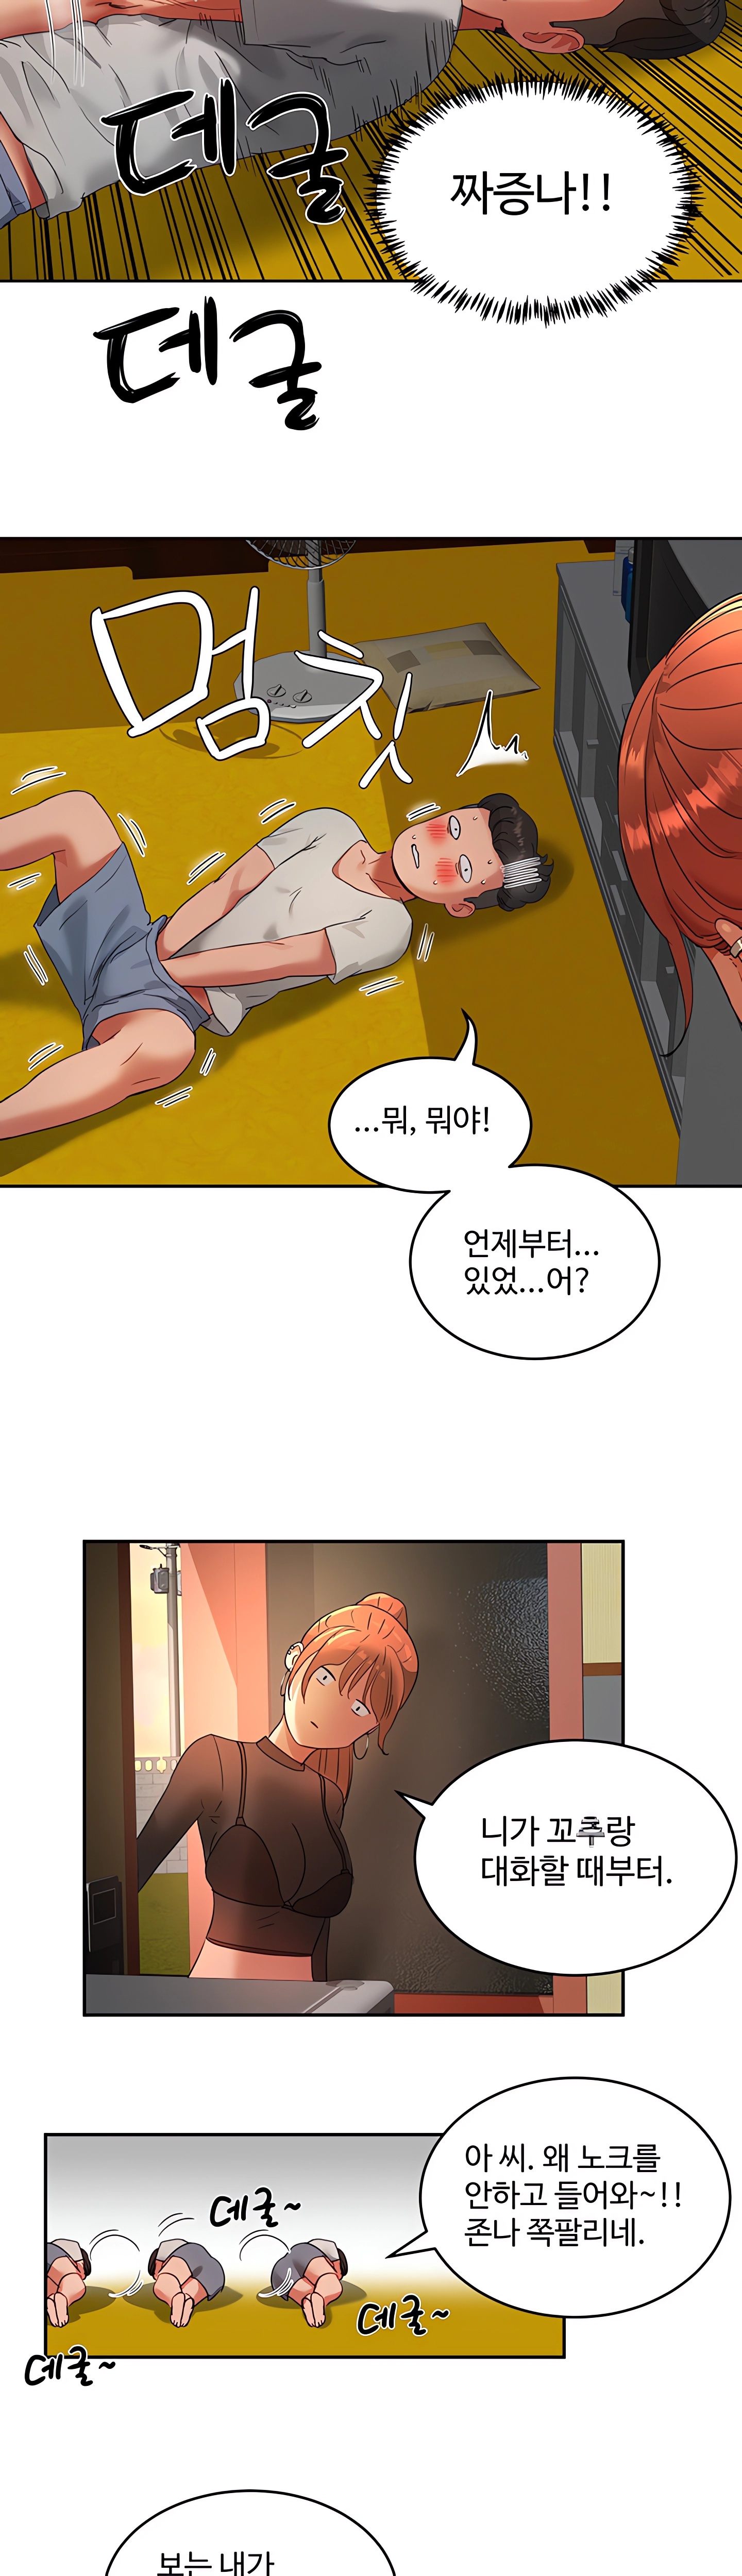 데굴
짜증나!!
데굴
멈칫
...뭐, 뭐야!
언제부터...
있었...어?
니가 꼬추랑
대화할 때부터.
아 씨. 왜 노크를
안하고 들어와~!!
존나 쪽팔리네.
데굴~
데굴~
데굴~
보는 내가